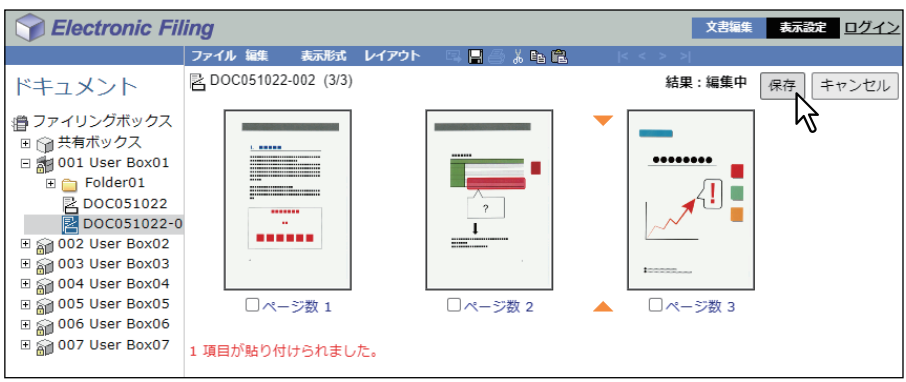 Electronic Filing
文書編集 表示設定 ログイン
ファイル 編集 表示形式 レイアウト |< < > >|
ドキュメント
DOC051022-002 (3/3)
結果：編集中 保存 キャンセル
ファイリングボックス
共有ボックス
001 User Box01
Folder01
DOC051022
DOC051022-0
002 User Box02
003 User Box03
004 User Box04
005 User Box05
006 User Box06
007 User Box07
?
!
ページ数 1
ページ数 2
ページ数 3
1 項目が貼り付けられました。